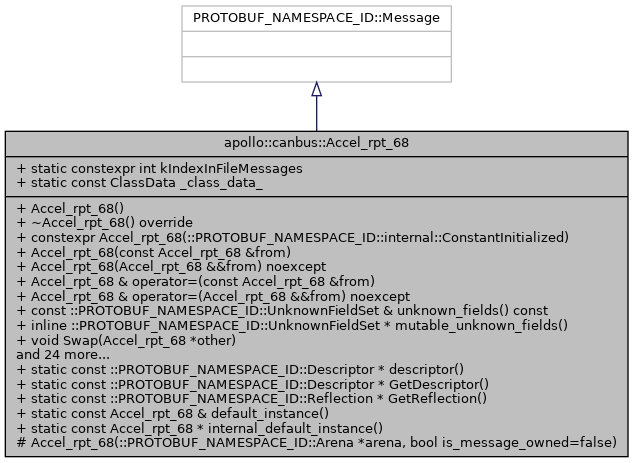 PROTOBUF_NAMESPACE_ID::Message
apollo::canbus::Accel_rpt_68
+ static constexpr int kIndexInFileMessages
+ static const ClassData _class_data_
+ Accel_rpt_68()
+ ~Accel_rpt_68() override
+ constexpr Accel_rpt_68(::PROTOBUF_NAMESPACE_ID::internal::ConstantInitialized)
+ Accel_rpt_68(const Accel_rpt_68 &from)
+ Accel_rpt_68(Accel_rpt_68 &&from) noexcept
+ Accel_rpt_68 & operator=(const Accel_rpt_68 &from)
+ Accel_rpt_68 & operator=(Accel_rpt_68 &&from) noexcept
+ const ::PROTOBUF_NAMESPACE_ID::UnknownFieldSet & unknown_fields() const
+ inline ::PROTOBUF_NAMESPACE_ID::UnknownFieldSet * mutable_unknown_fields()
+ void Swap(Accel_rpt_68 *other)
and 24 more...
+ static const ::PROTOBUF_NAMESPACE_ID::Descriptor * descriptor()
+ static const ::PROTOBUF_NAMESPACE_ID::Descriptor * GetDescriptor()
+ static const ::PROTOBUF_NAMESPACE_ID::Reflection * GetReflection()
+ static const Accel_rpt_68 & default_instance()
+ static const Accel_rpt_68 * internal_default_instance()
# Accel_rpt_68(::PROTOBUF_NAMESPACE_ID::Arena *arena, bool is_message_owned=false)